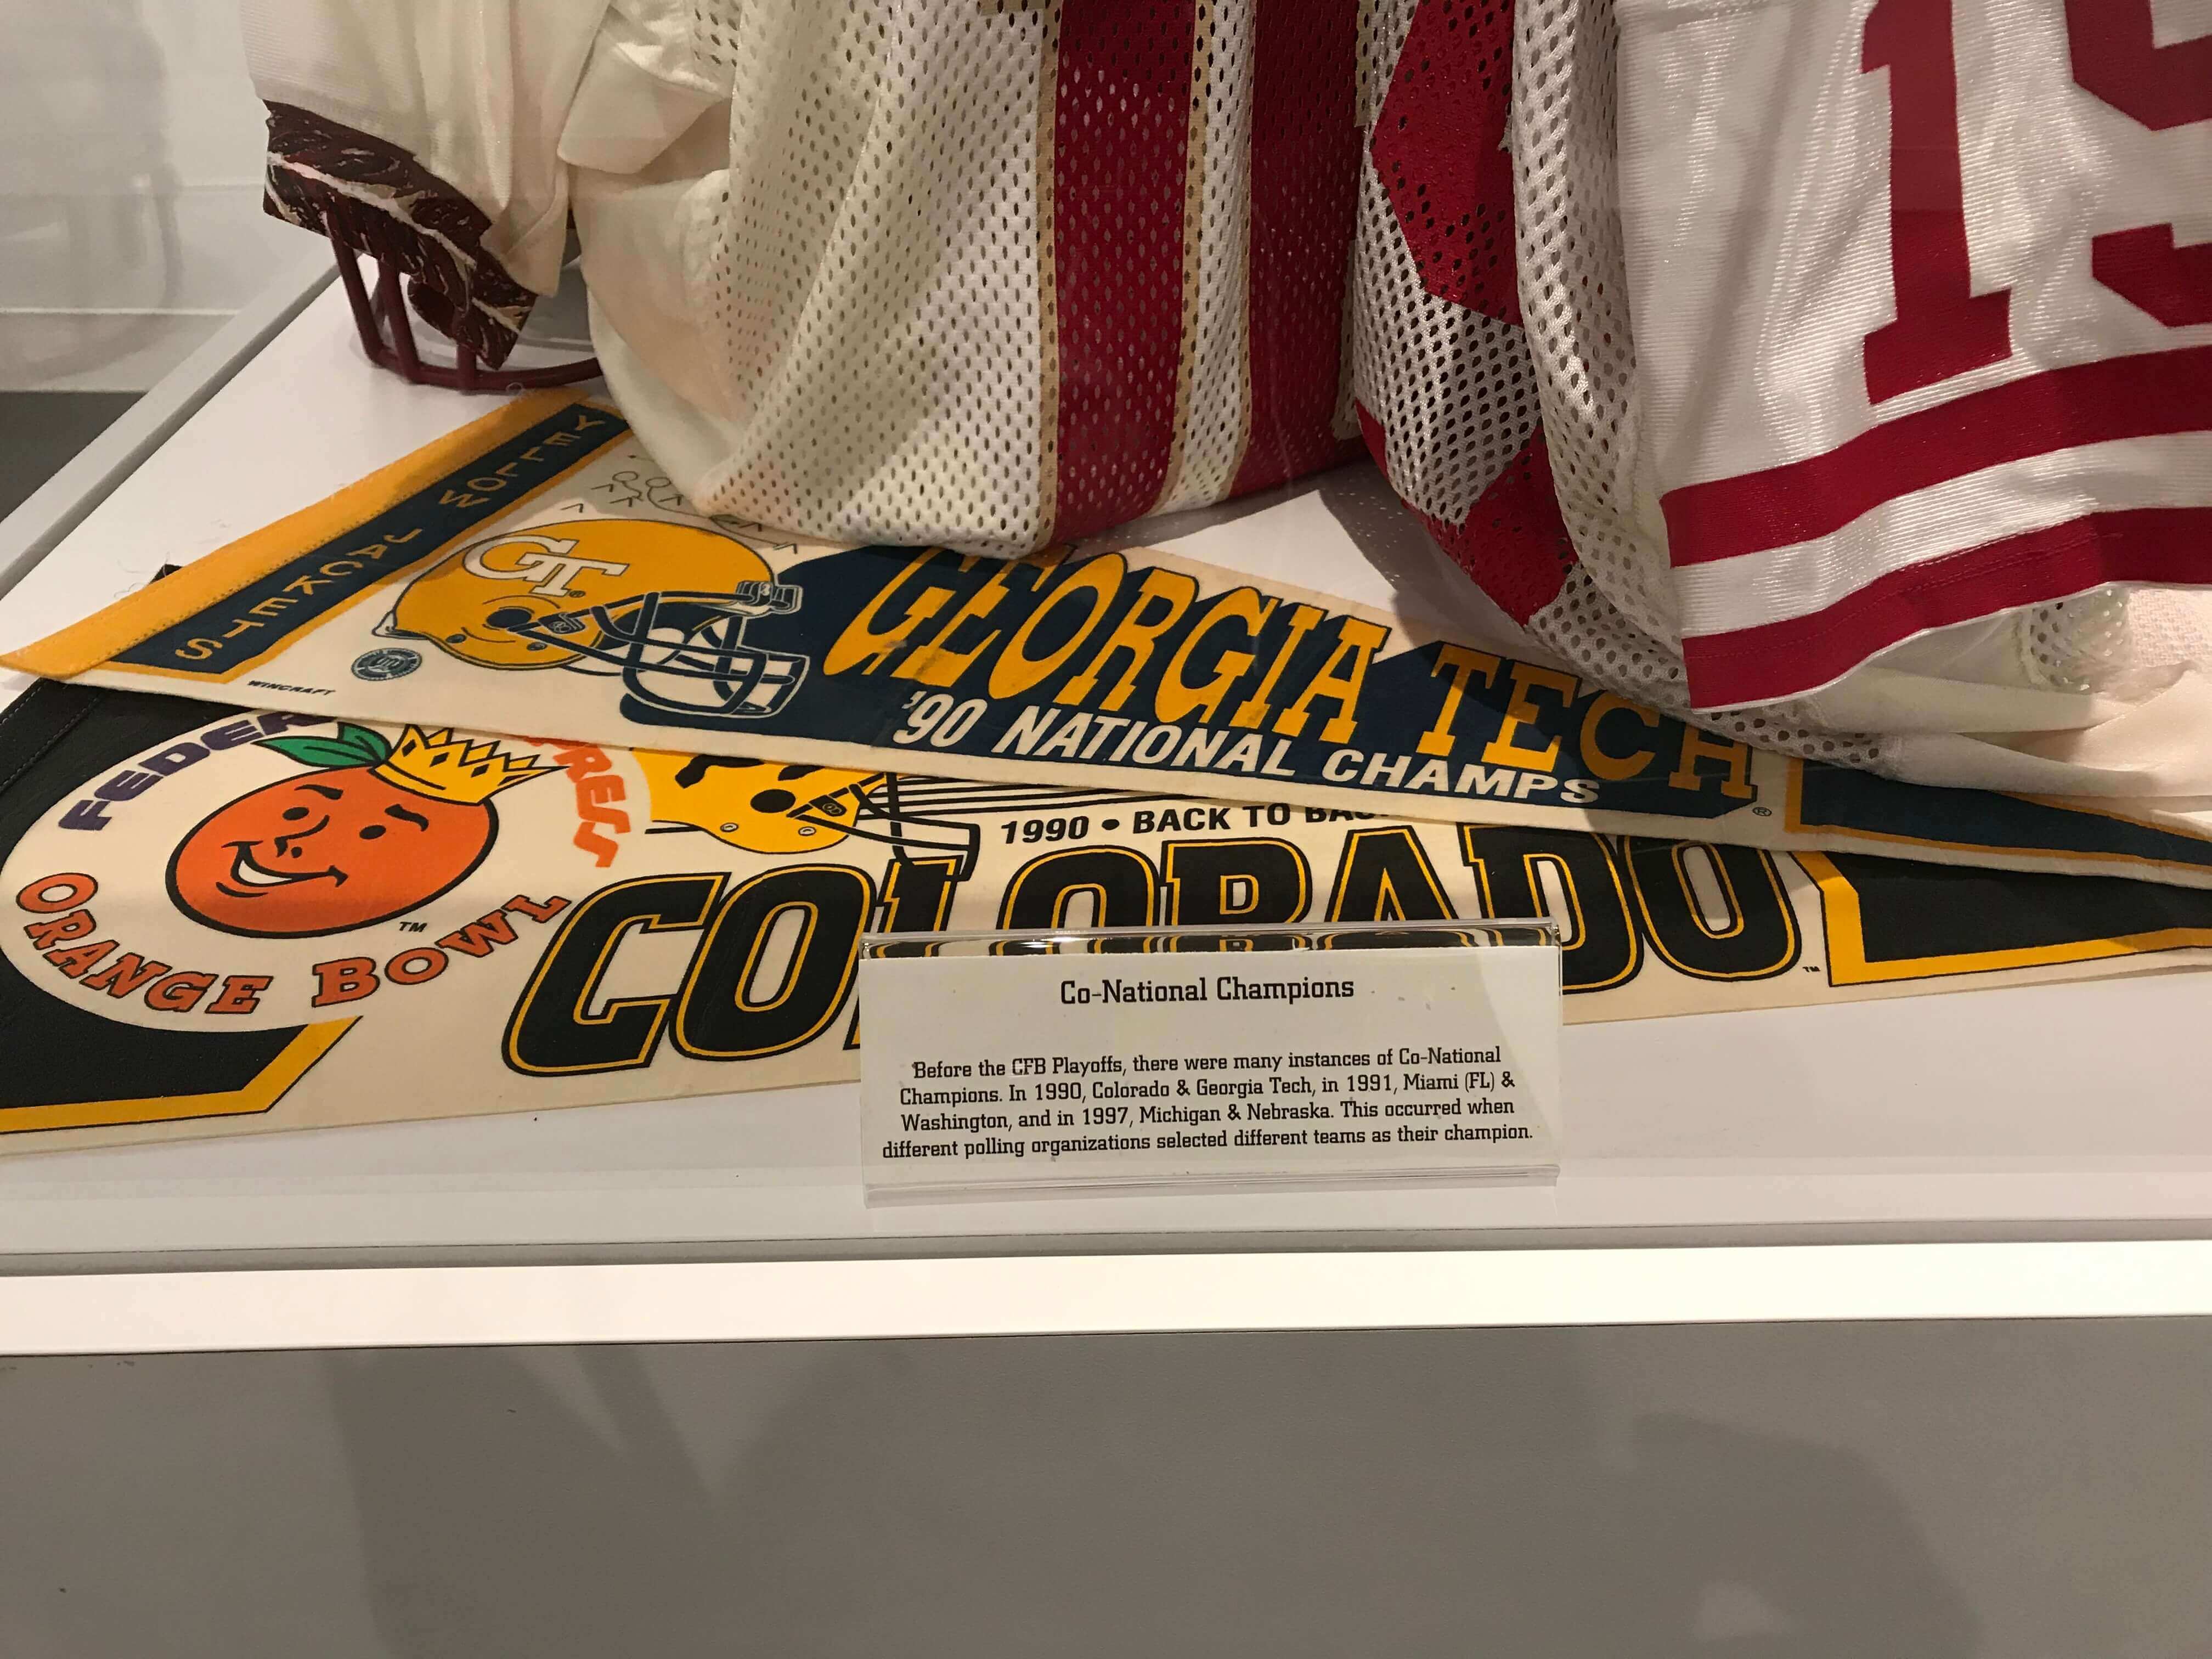 YELLOW JACKETS
GT
WINCRAFT
GEORGIA TECH ®
'90 NATIONAL CHAMPS
ORANGE BOWL
TM
1990 • BACK TO
COLORADO TM
Co-National Champions
Before the CFB Playoffs, there were many instances of Co-National
Champions. In 1990, Colorado & Georgia Tech, in 1991, Miami (FL) &
Washington, and in 1997, Michigan & Nebraska. This occurred when
different polling organizations selected different teams as their champion.